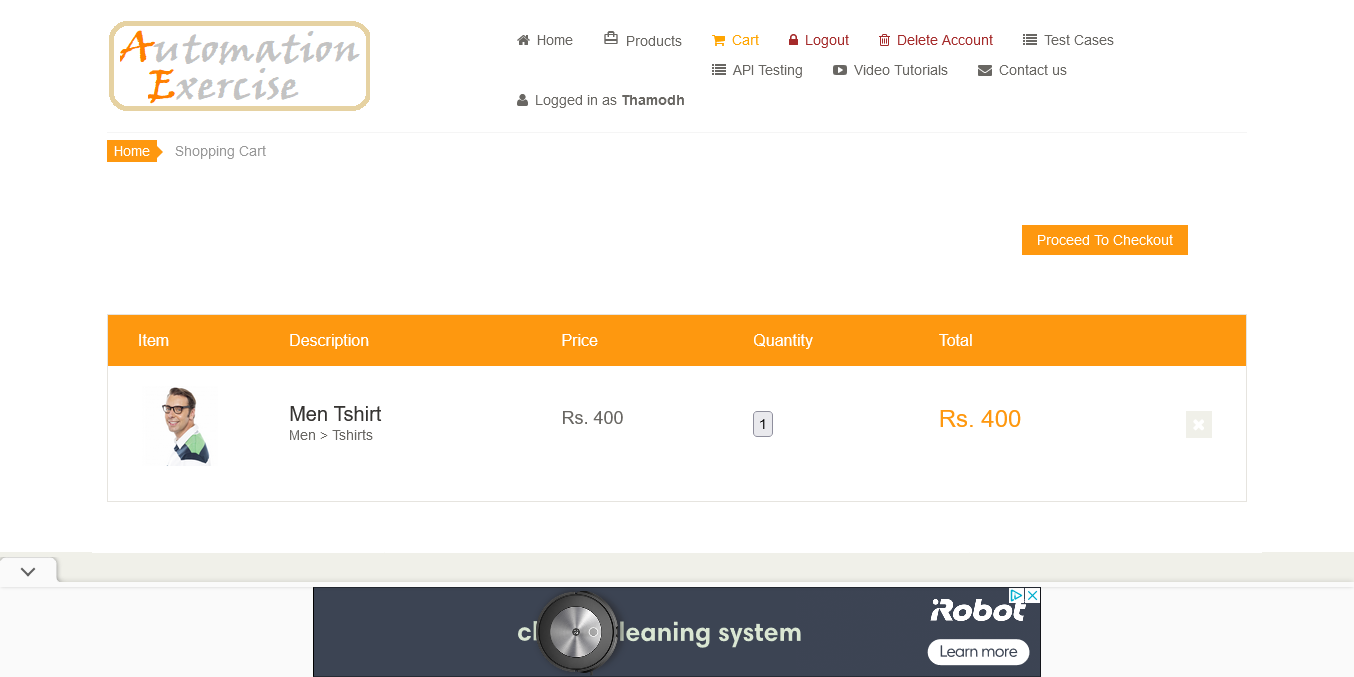 Automation
Exercise
Home
Products
Cart
Logout
Delete Account
Test Cases
API Testing
Video Tutorials
Contact us
Logged in as Thamodh
Home
Shopping Cart
Proceed To Checkout
Item Description Price Quantity Total
Men Tshirt
Men > Tshirts
Rs. 400
1
Rs. 400
leaning system
iRobot
Learn more